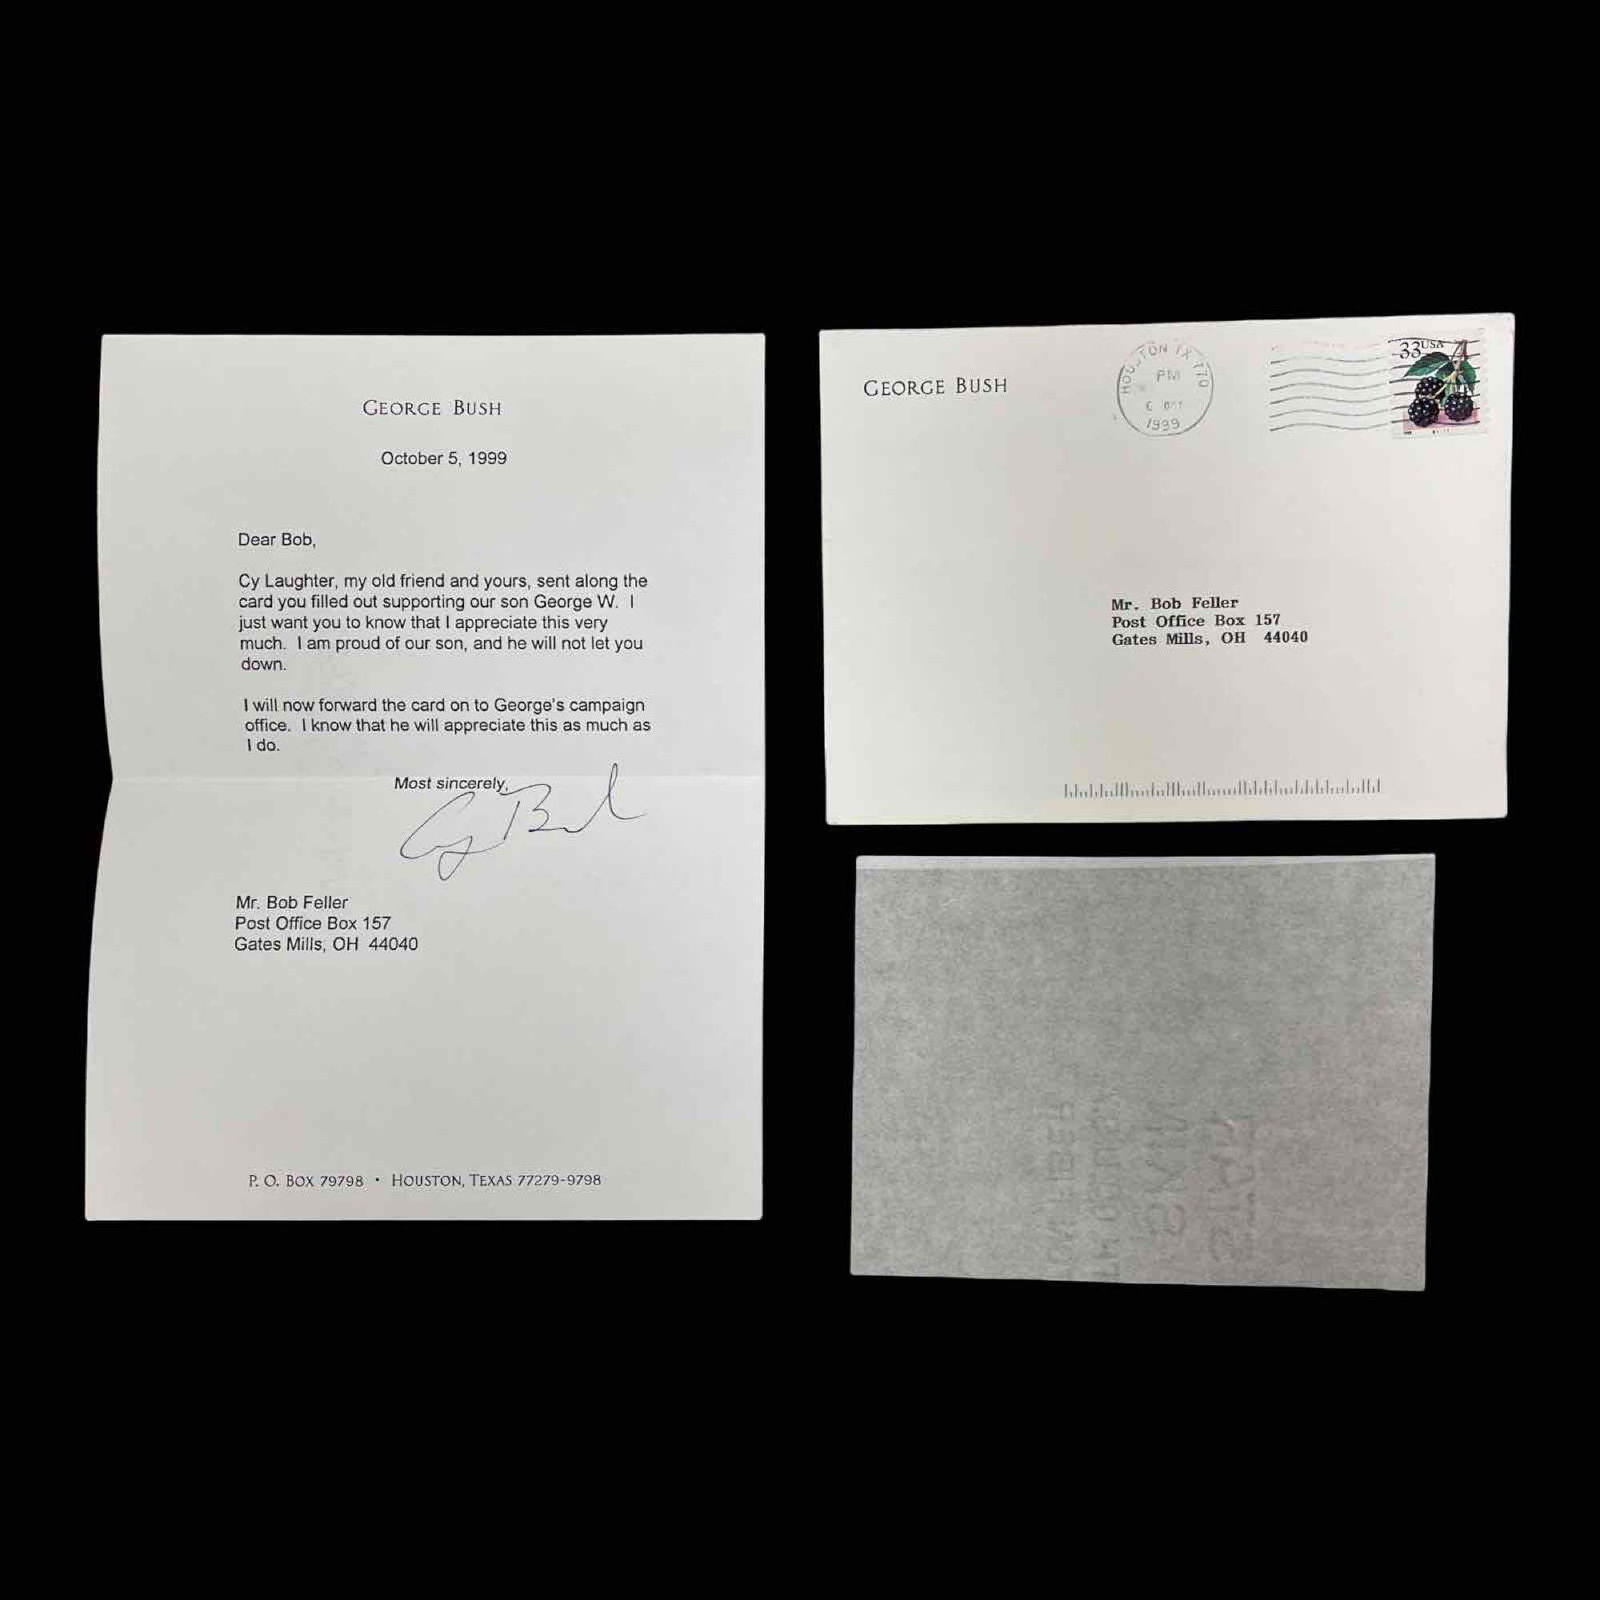 GEORGE BUSH
October 5, 1999
Dear Bob,
Cy Laughter, my old friend and yours, sent along the
card you filled out supporting our son George W.  I
just want you to know that I appreciate this very
much.  I am proud of our son, and he will not let you
down.
I will now forward the card on to George's campaign
office.  I know that he will appreciate this as much as
I do.
Most sincerely,
G Bush
Mr. Bob Feller
Post Office Box 157
Gates Mills, OH  44040
P. O. BOX 79798 • HOUSTON, TEXAS 77279-9798
GEORGE BUSH
HOUSTON TX 770
PM
6 OCT
1999
33USA
Mr. Bob Feller
Post Office Box 157
Gates Mills, OH  44040